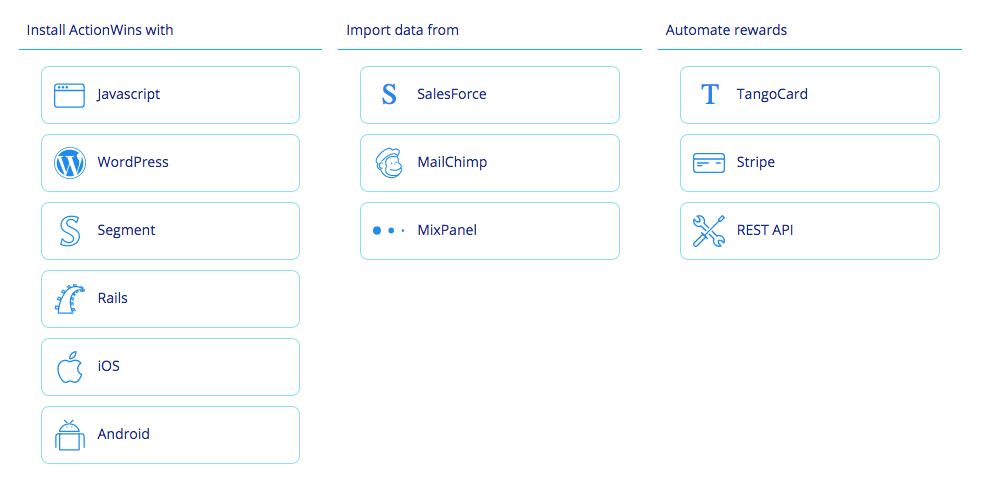 Install ActionWins with
Javascript
WordPress
Segment
Rails
iOS
Android
Import data from
SalesForce
MailChimp
MixPanel
Automate rewards
TangoCard
Stripe
REST API